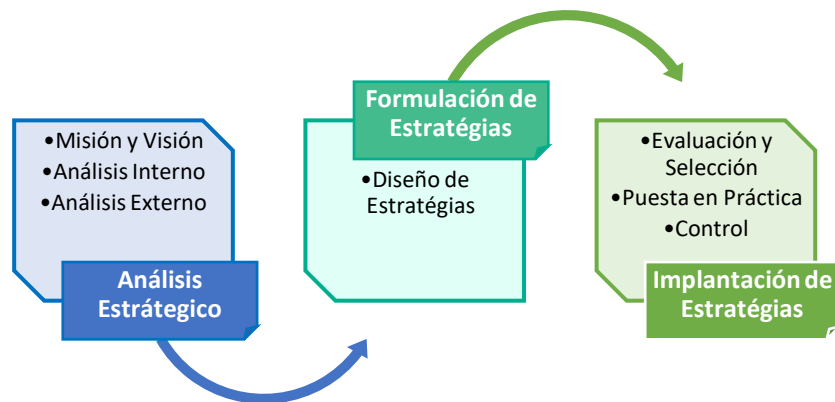 •Misión y Visión
•Análisis Interno
•Análisis Externo
Análisis
Estrátegico
Formulación de
Estratégias
•Diseño de
Estratégias
•Evaluación y
Selección
•Puesta en Práctica
•Control
Implantación de
Estratégias